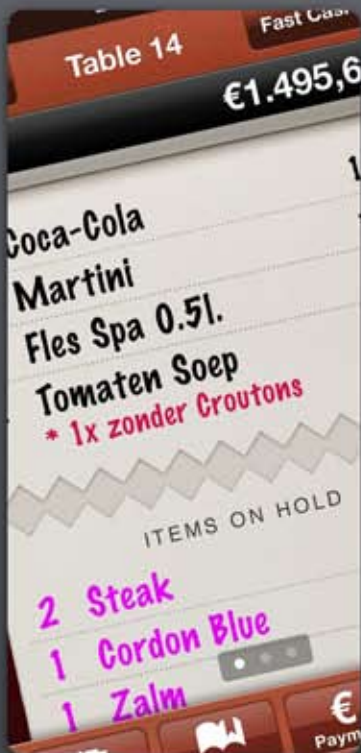 Table 14
Fast Cas
€1.495,6
Coca-Cola
Martini
Fles Spa 0.5l.
Tomaten Soep
* 1x zonder Croutons
ITEMS ON HOLD
2 Steak
1 Cordon Blue
1 Zalm
€
Paym